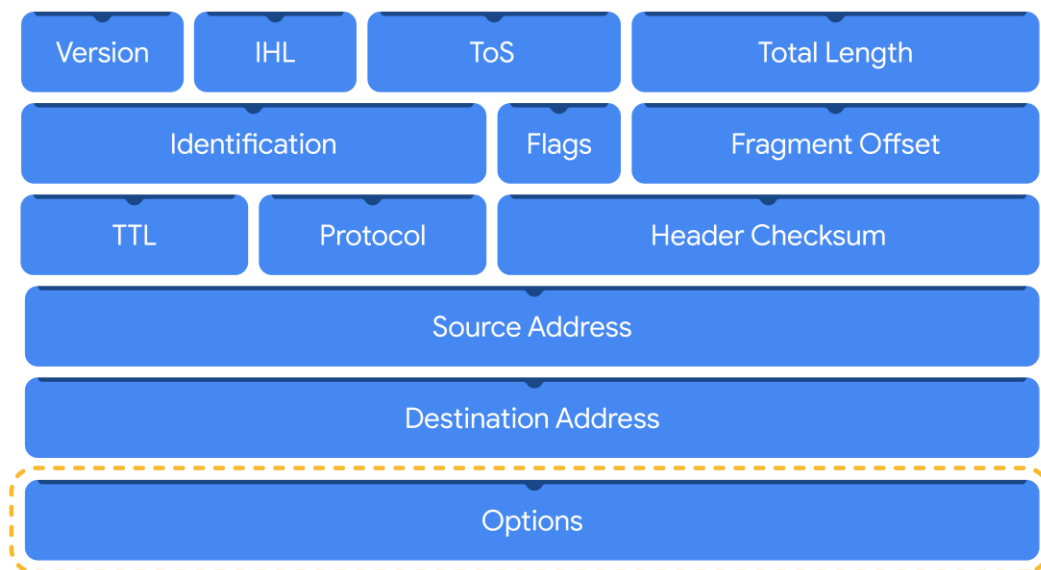 Version IHL ToS Total Length
Identification Flags Fragment Offset
TTL Protocol Header Checksum
Source Address
Destination Address
Options